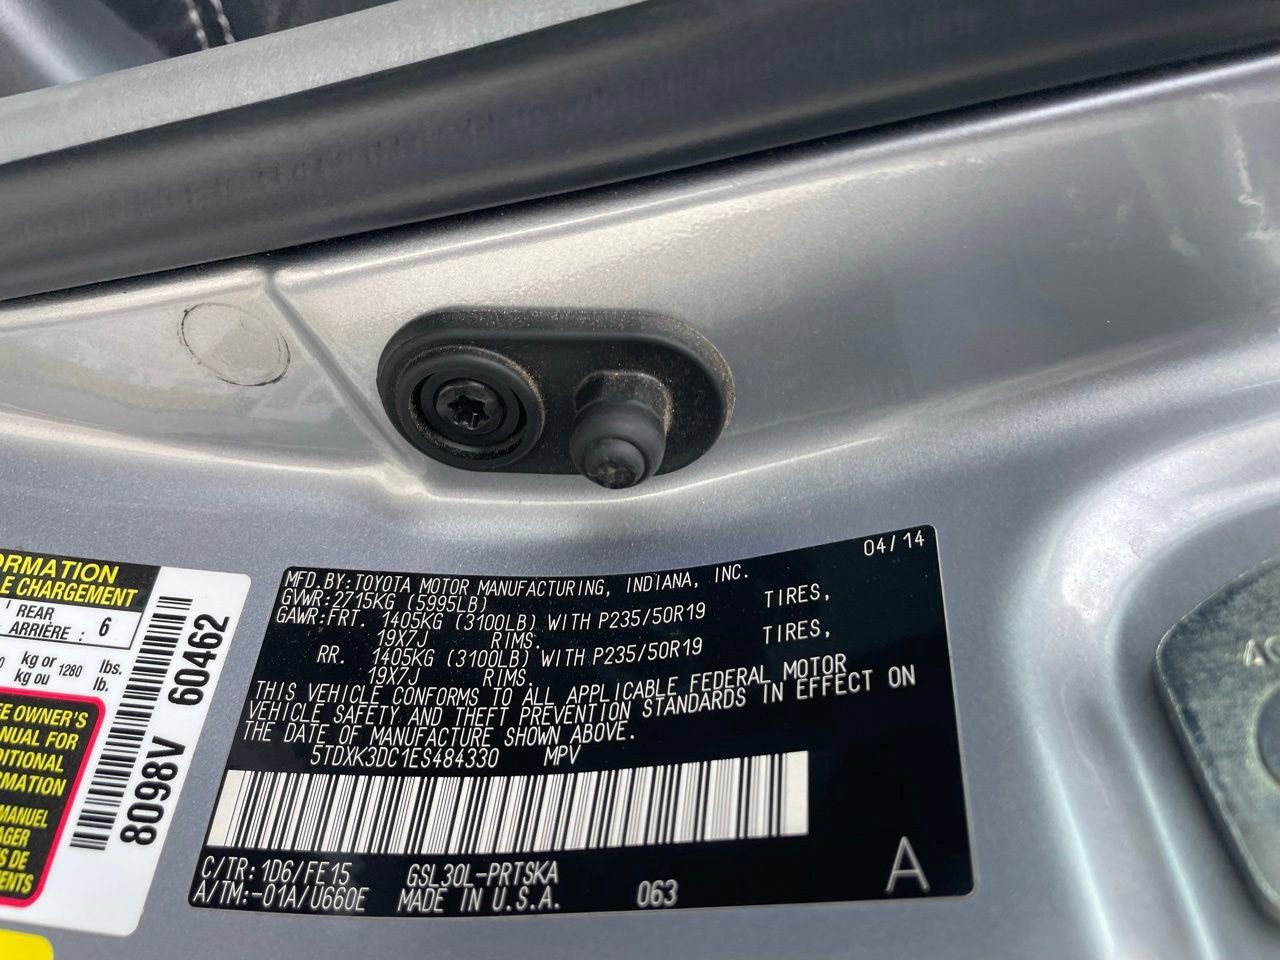 04/14
MFD.BY:TOYOTA MOTOR MANUFACTURING, INDIANA, INC.
GVWR:2715KG (5995LB)
GAWR:FRT. 1405KG (3100LB) WITH P235/50R19 TIRES,
19X7J RIMS.
RR. 1405KG (3100LB) WITH P235/50R19 TIRES,
19X7J RIMS.
THIS VEHICLE CONFORMS TO ALL APPLICABLE FEDERAL MOTOR
VEHICLE SAFETY AND THEFT PREVENTION STANDARDS IN EFFECT ON
THE DATE OF MANUFACTURE SHOWN ABOVE.
5TDXK3DC1ES484330 MPV
C/TR:1D6/FE15 GSL30L-PRTSKA
A/TM:-01A/U660E MADE IN U.S.A. 063
A
ORMATION
E CHARGEMENT
REAR
ARRIÈRE : 6
kg or 1280 lbs.
kg ou lb.
EE OWNER'S
NUAL FOR
DITIONAL
ORMATION
MANUEL
AGER
S DE
ENTS
8098V 60462